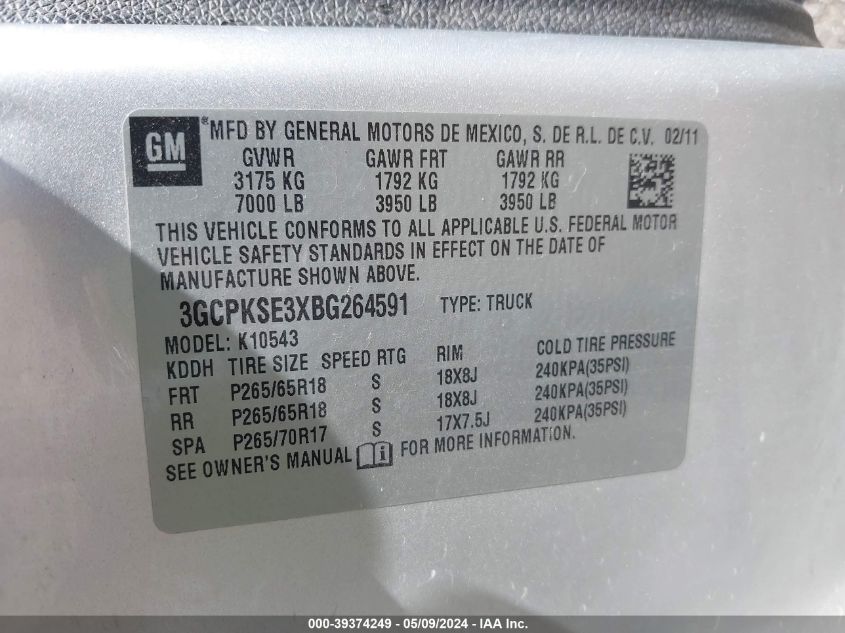 GM ® MFD BY GENERAL MOTORS DE MEXICO, S. DE R.L. DE C.V. 02/11
GVWR GAWR FRT GAWR RR
3175 KG 1792 KG 1792 KG
7000 LB 3950 LB 3950 LB
THIS VEHICLE CONFORMS TO ALL APPLICABLE U.S. FEDERAL MOTOR
VEHICLE SAFETY STANDARDS IN EFFECT ON THE DATE OF
MANUFACTURE SHOWN ABOVE.
3GCPKSE3XBG264591 TYPE: TRUCK
MODEL: K10543
KDDH TIRE SIZE SPEED RTG RIM COLD TIRE PRESSURE
FRT P265/65R18 S 18X8J 240KPA(35PSI)
RR P265/65R18 S 18X8J 240KPA(35PSI)
SPA P265/70R17 S 17X7.5J 240KPA(35PSI)
SEE OWNER'S MANUAL i FOR MORE INFORMATION.
000-39374249 - 05/09/2024 - IAA Inc.